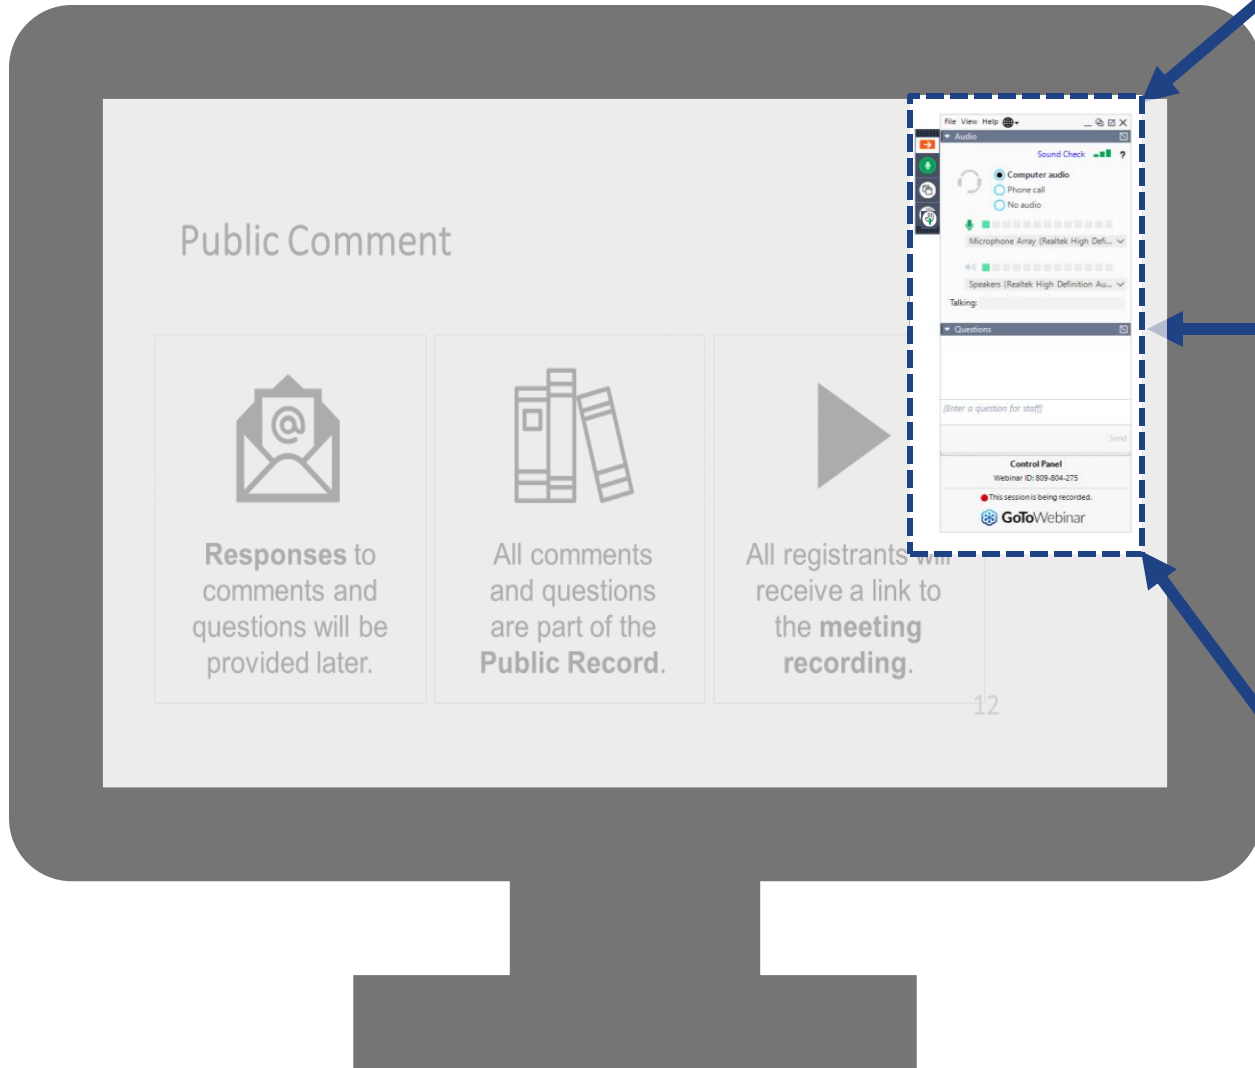 Public Comment
Responses to
comments and
questions will be
provided later.
All comments
and questions
are part of the
Public Record.
All registrants will
receive a link to
the meeting
recording.
12
File View Help
Audio
Sound Check ?
Computer audio
Phone call
No audio
Microphone Array (Realtek High Defi...
Speakers (Realtek High Definition Au...
Talking:
Questions
[Enter a question for staff]
Send
Control Panel
Webinar ID: 809-804-275
This session is being recorded.
GoToWebinar